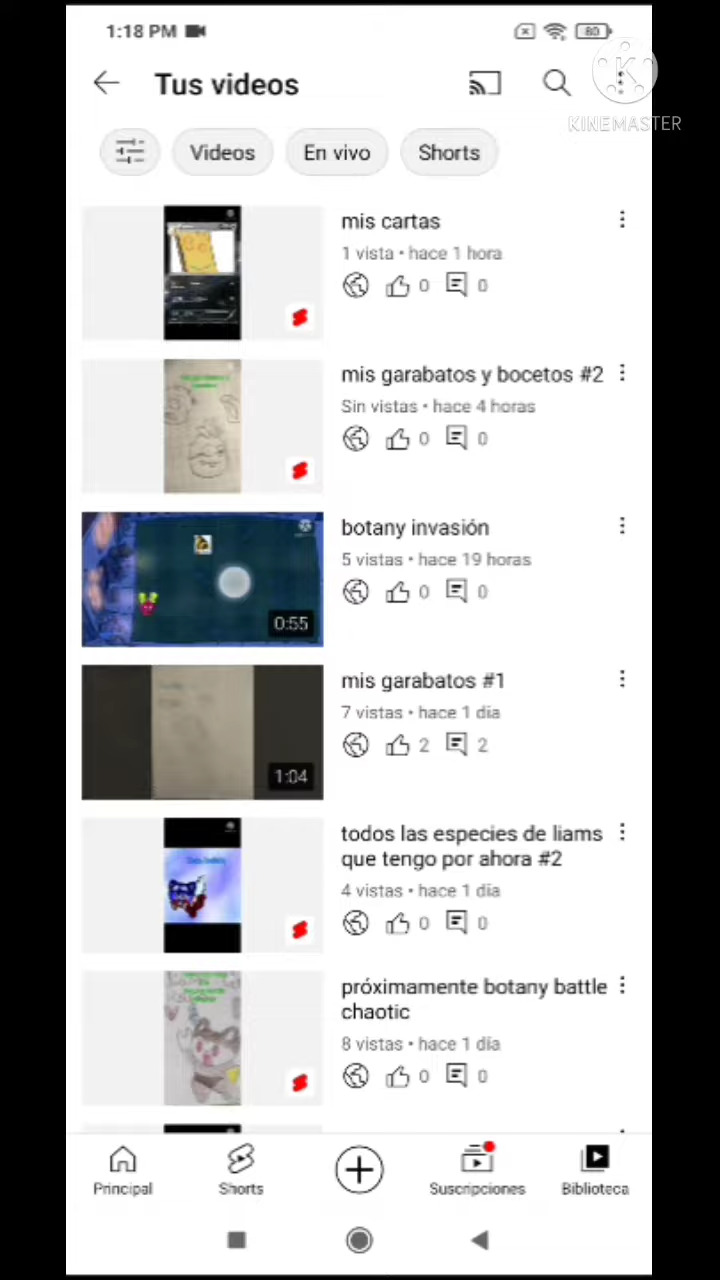 1:18 PM
80
Tus videos
KINEMASTER
Videos
En vivo
Shorts
mis cartas
1 vista • hace 1 hora
0
0
mis garabatos y bocetos #2
Sin vistas • hace 4 horas
0
0
botany invasión
5 vistas • hace 19 horas
0
0
0:55
mis garabatos #1
7 vistas • hace 1 día
2
2
1:04
todos las especies de liams
que tengo por ahora #2
4 vistas • hace 1 día
0
0
próximamente botany battle
chaotic
8 vistas • hace 1 día
0
0
Principal
Shorts
Suscripciones
Biblioteca